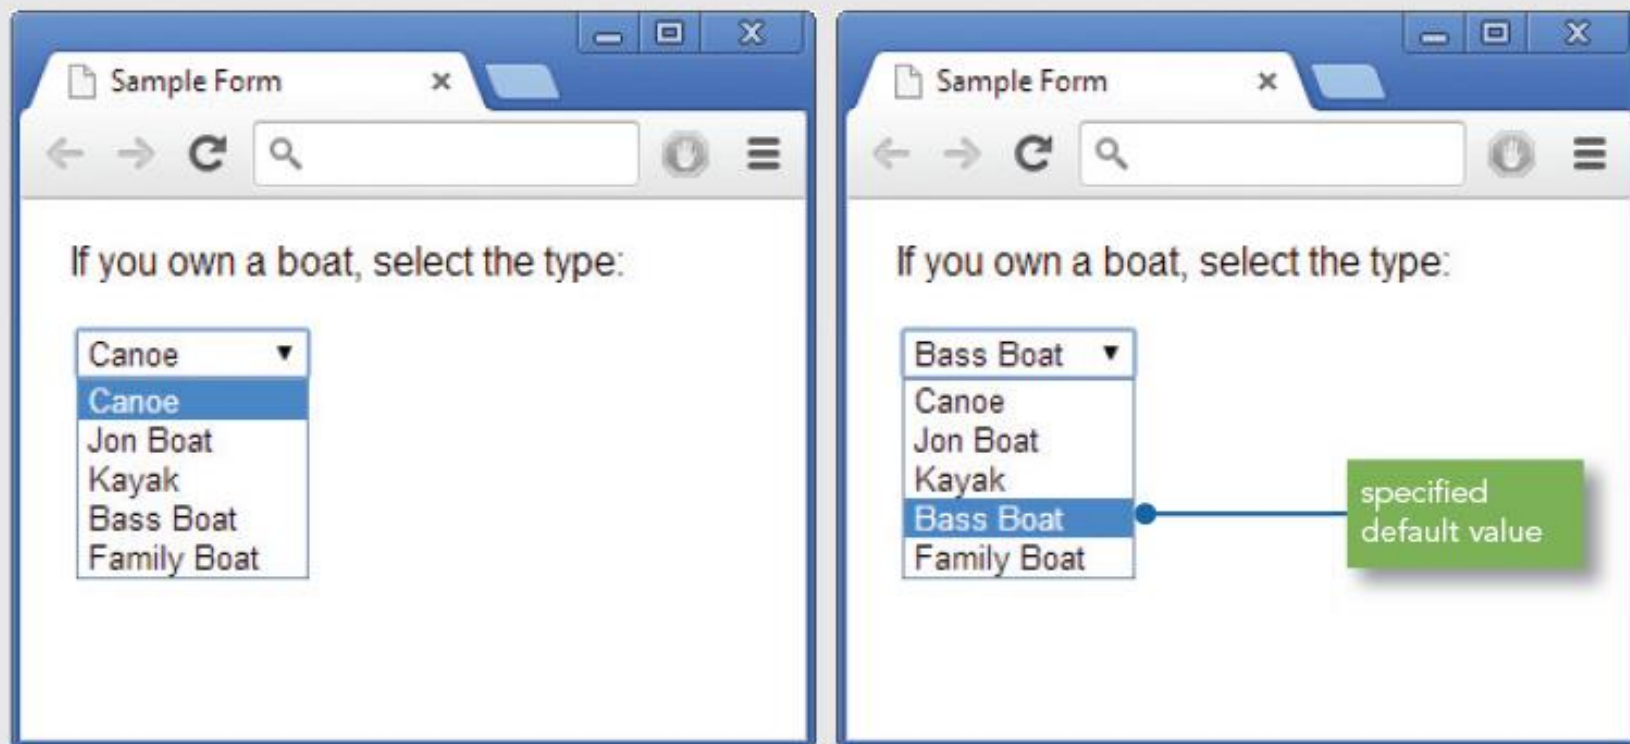 Sample Form
If you own a boat, select the type:
Canoe
Canoe
Jon Boat
Kayak
Bass Boat
Family Boat
Sample Form
If you own a boat, select the type:
Bass Boat
Canoe
Jon Boat
Kayak
Bass Boat
Family Boat
specified
default value